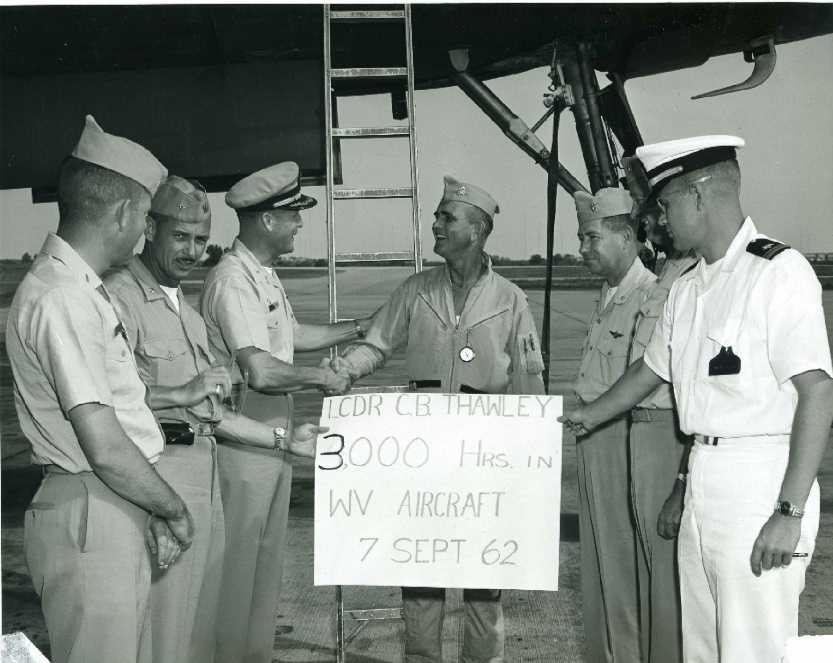 LCDR C.B. THAWLEY
3,000 HRS. IN
WV AIRCRAFT
7 SEPT 62